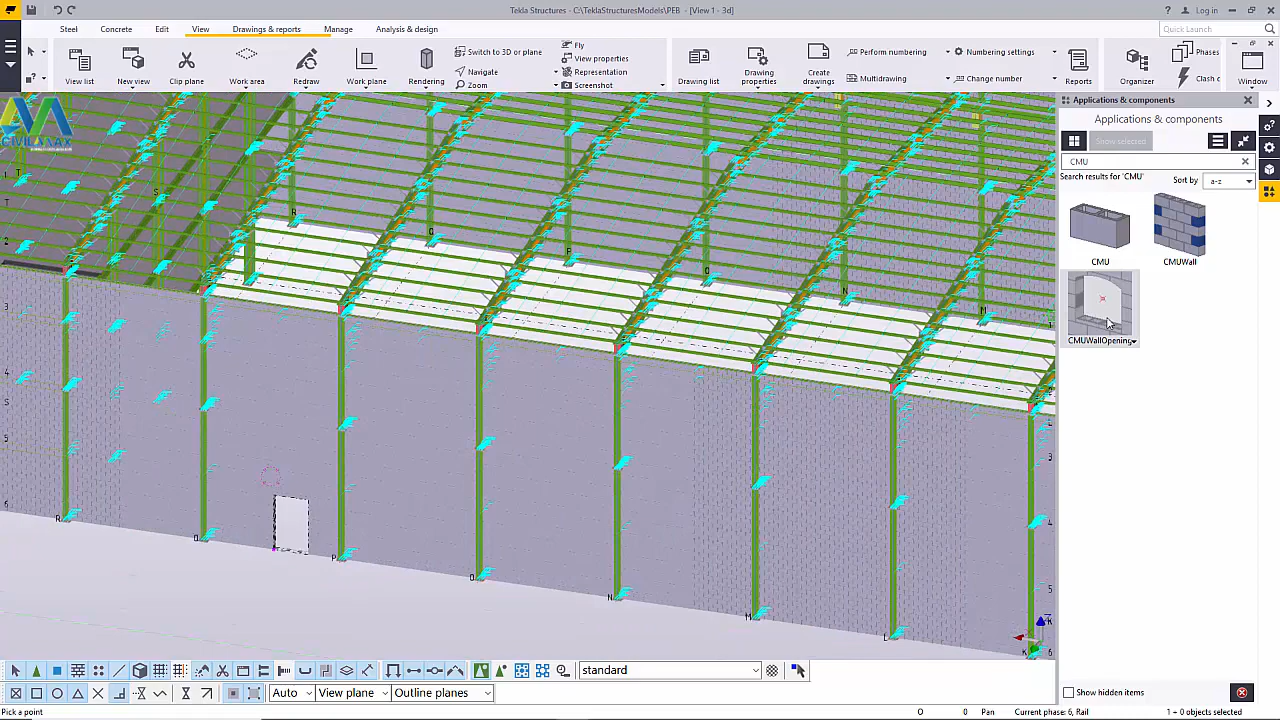 Tekla Structures - C:\TeklaStructuresModels\PEB - [View 1 - 3d]
Log in
Steel
Concrete
Edit
View
Drawings & reports
Manage
Analysis & design
Quick Launch
View list
New view
Clip plane
Work area
Redraw
Work plane
Rendering
Switch to 3D or plane
Navigate
Zoom
Fly
View properties
Representation
Screenshot
Drawing list
Drawing properties
Create drawings
Perform numbering
Multidrawing
Numbering settings
Change number
Reports
Organizer
Phases
Clash c
Window
Applications & components
Applications & components
Show selected
CMU
Search results for 'CMU'
Sort by
a-z
CMU
CMUWall
CMUWallOpening
Show hidden items
standard
Auto
View plane
Outline planes
Pick a point
O
0
Pan
Current phase: 6, Rail
1 + 0 objects selected